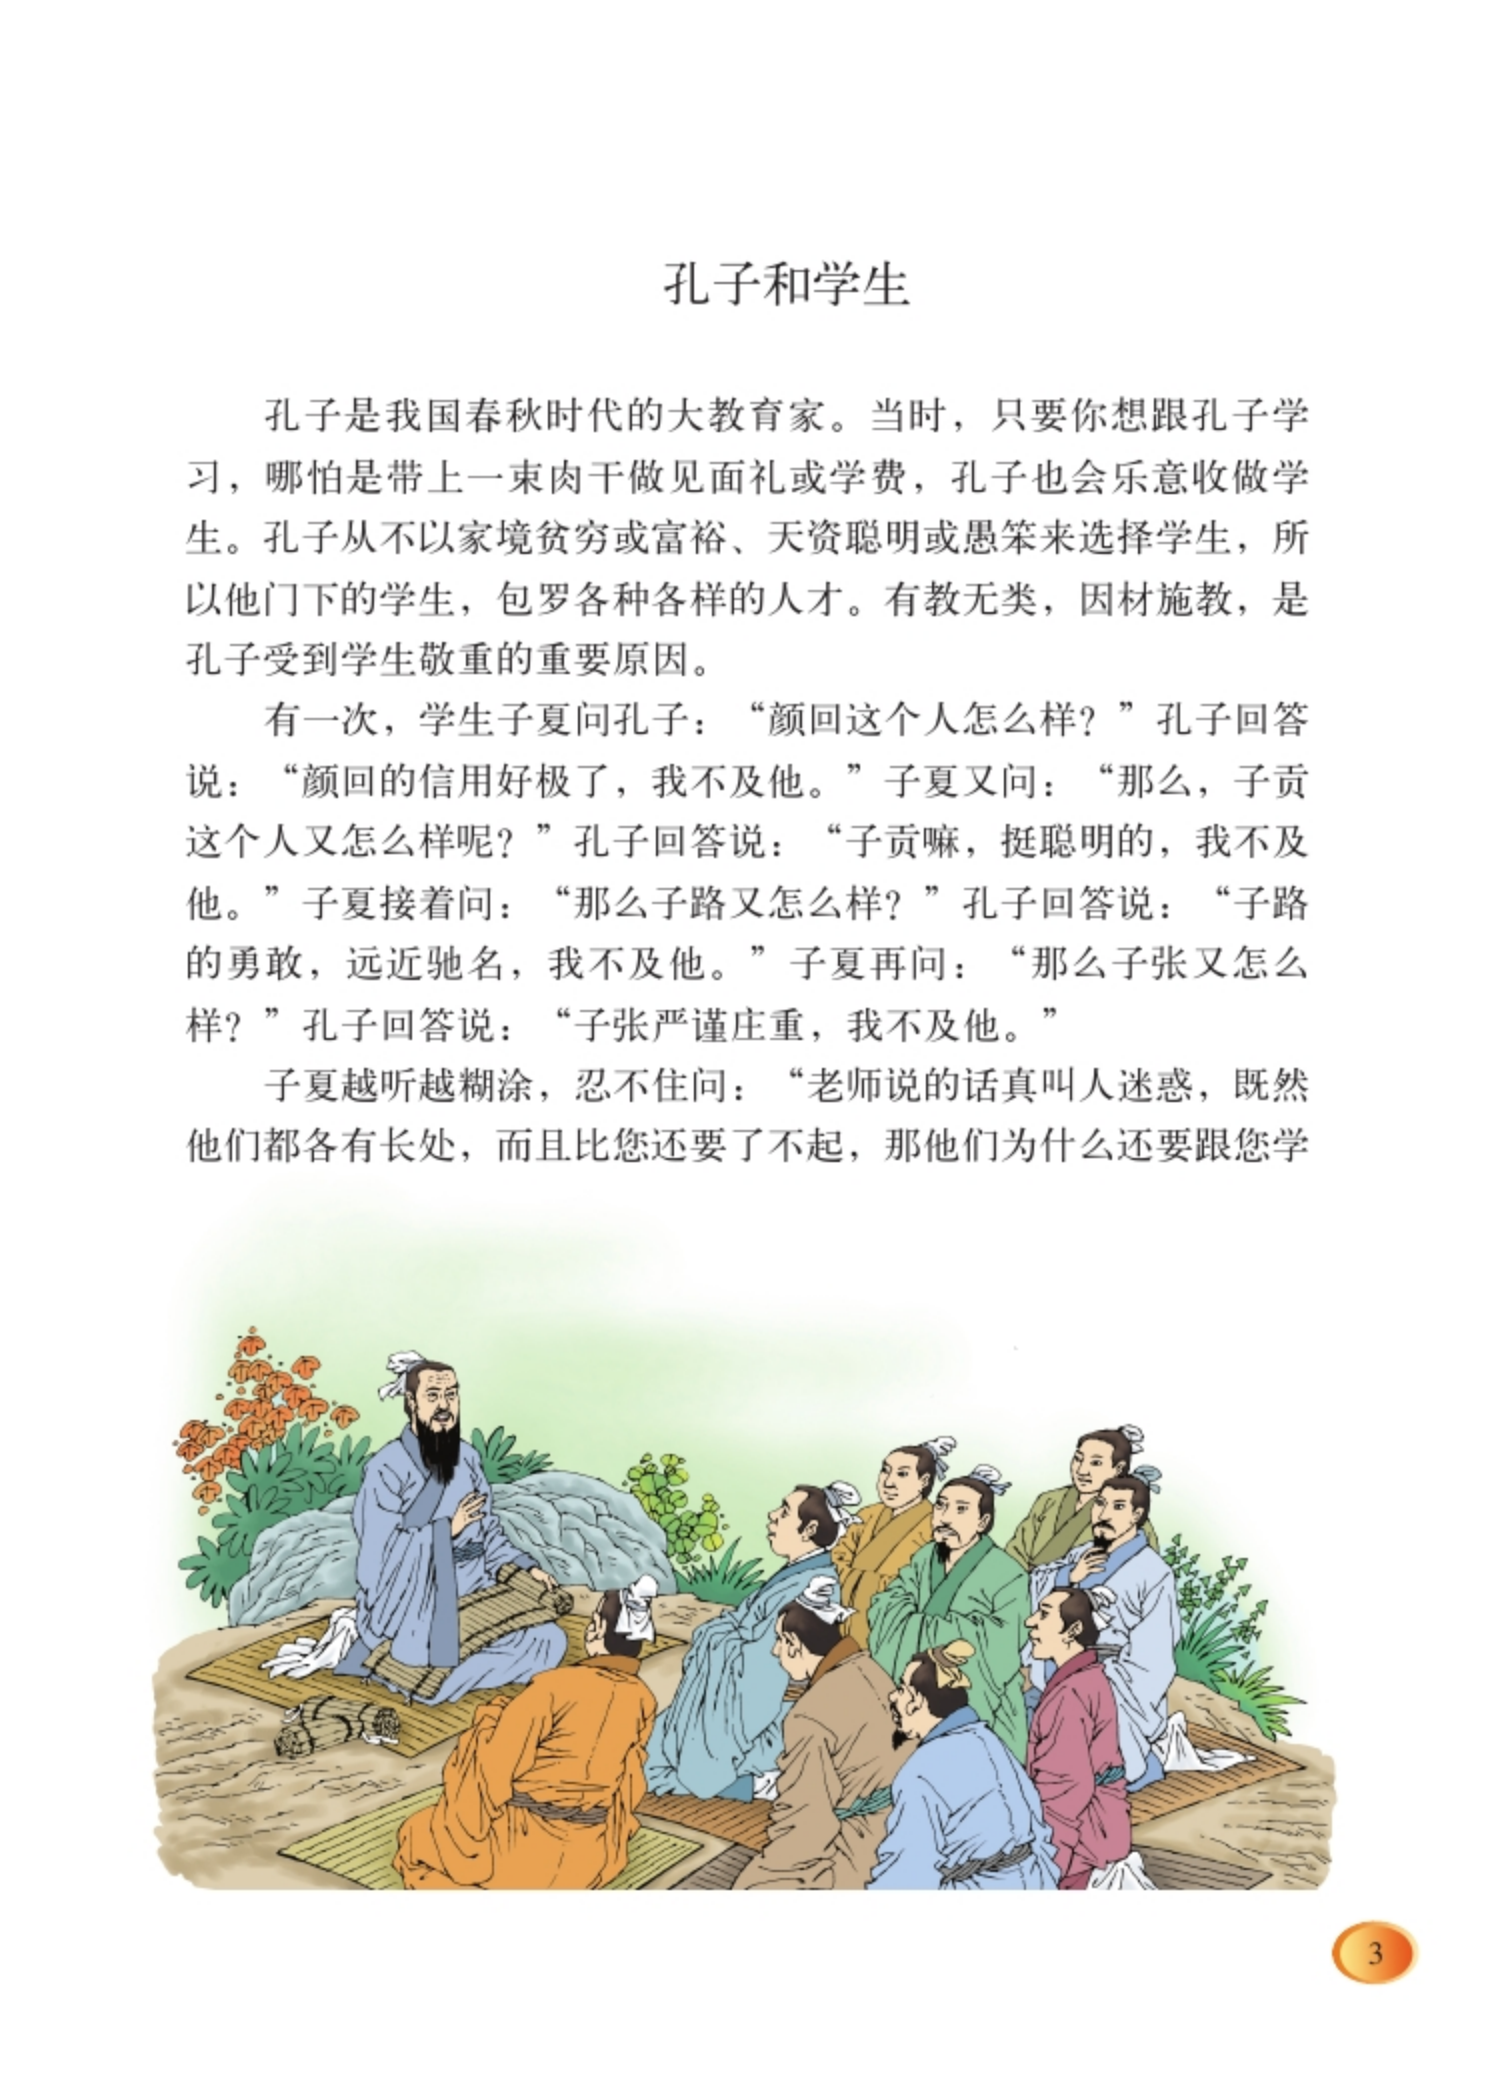 孔子和学生
孔子是我国春秋时代的大教育家。当时，只要你想跟孔子学
习，哪怕是带上一束肉干做见面礼或学费，孔子也会乐意收做学
生。孔子从不以家境贫穷或富裕、天资聪明或愚笨来选择学生，所
以他门下的学生，包罗各种各样的人才。有教无类，因材施教，是
孔子受到学生敬重的重要原因。
有一次，学生子夏问孔子：“颜回这个人怎么样？”孔子回答
说：“颜回的信用好极了，我不及他。”子夏又问：“那么，子贡
这个人又怎么样呢？”孔子回答说：“子贡嘛，挺聪明的，我不及
他。”子夏接着问：“那么子路又怎么样？”孔子回答说：“子路
的勇敢，远近驰名，我不及他。”子夏再问：“那么子张又怎么
样？”孔子回答说：“子张严谨庄重，我不及他。”
子夏越听越糊涂，忍不住问：“老师说的话真叫人迷惑，既然
他们都各有长处，而且比您还要了不起，那他们为什么还要跟您学
3